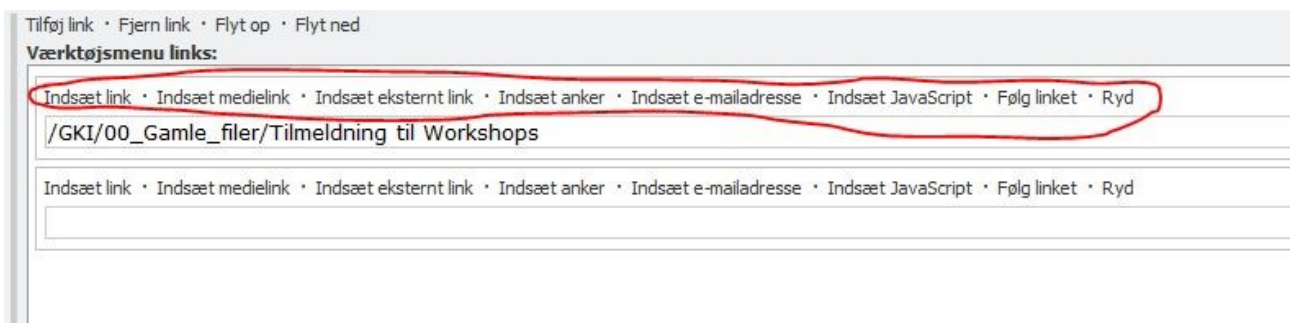 Tilføj link · Fjern link · Flyt op · Flyt ned
Værktøjsmenu links:
Indsæt link · Indsæt medielink · Indsæt eksternt link · Indsæt anker · Indsæt e-mailadresse · Indsæt JavaScript · Følg linket · Ryd
/GKI/00_Gamle_filer/Tilmeldning til Workshops
Indsæt link · Indsæt medielink · Indsæt eksternt link · Indsæt anker · Indsæt e-mailadresse · Indsæt JavaScript · Følg linket · Ryd